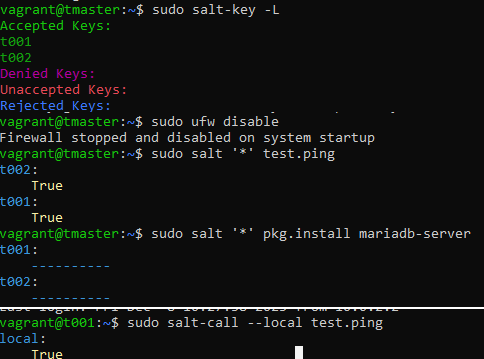 vagrant@tmaster:~$ sudo salt-key -L
Accepted Keys:
t001
t002
Denied Keys:
Unaccepted Keys:
Rejected Keys:
vagrant@tmaster:~$ sudo ufw disable
Firewall stopped and disabled on system startup
vagrant@tmaster:~$ sudo salt '*' test.ping
t002:
    True
t001:
    True
vagrant@tmaster:~$ sudo salt '*' pkg.install mariadb-server
t001:
    ----------
t002:
    ----------
vagrant@t001:~$ sudo salt-call --local test.ping
local:
    True